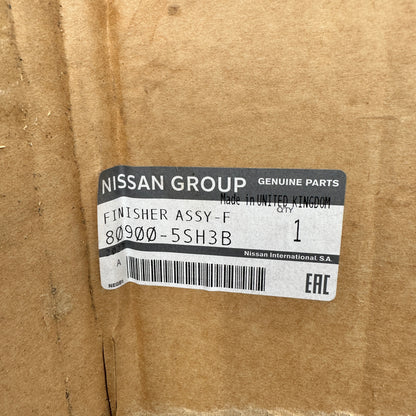 NISSAN GROUP GENUINE PARTS
Made in UNITED KINGDOM
FINISHER ASSY-F QTY
80900-5SH3B 1
Nissan International S.A.
A
EAC